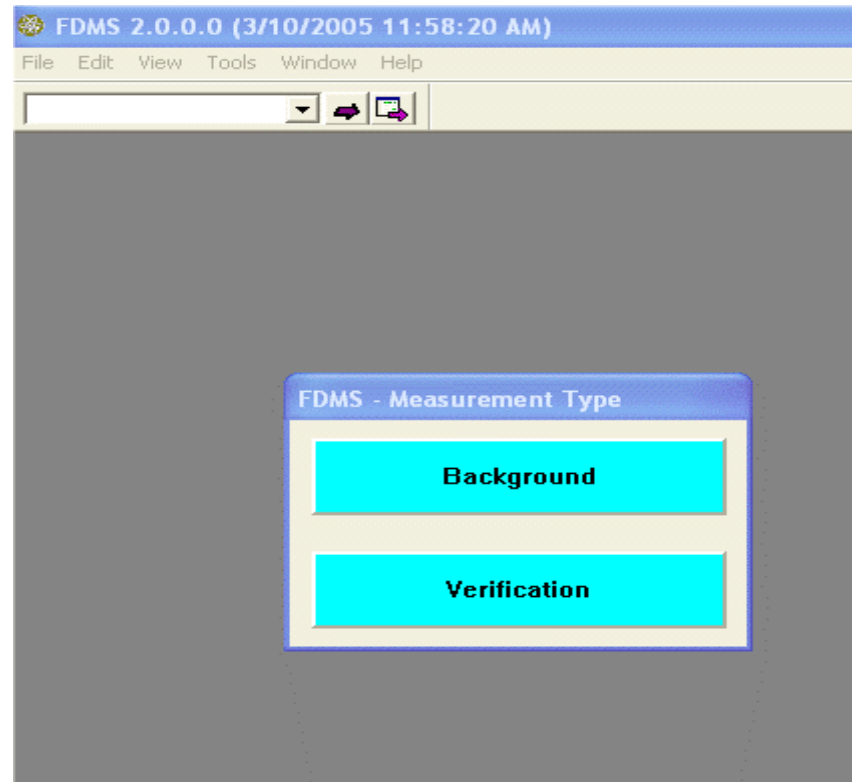 FDMS 2.0.0.0 (3/10/2005 11:58:20 AM)
File Edit View Tools Window Help
FDMS - Measurement Type
Background
Verification